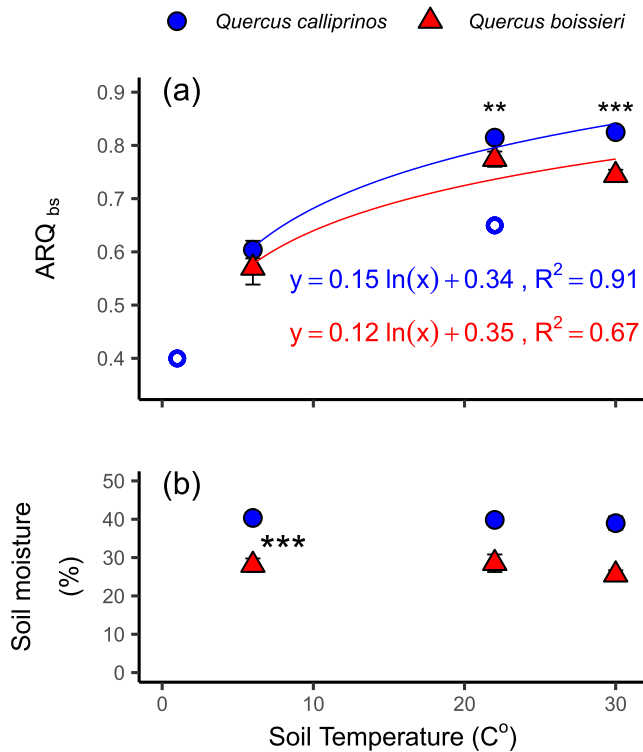 Quercus calliprinos Quercus boissieri
(a)
** ***
0.9
0.8
0.7
0.6
0.5
0.4
ARQ bs
y = 0.15 ln(x) + 0.34 , R² = 0.91
y = 0.12 ln(x) + 0.35 , R² = 0.67
(b)
50
40
30
20
10
0
Soil moisture
(%)
***
0 10 20 30
Soil Temperature (C°)